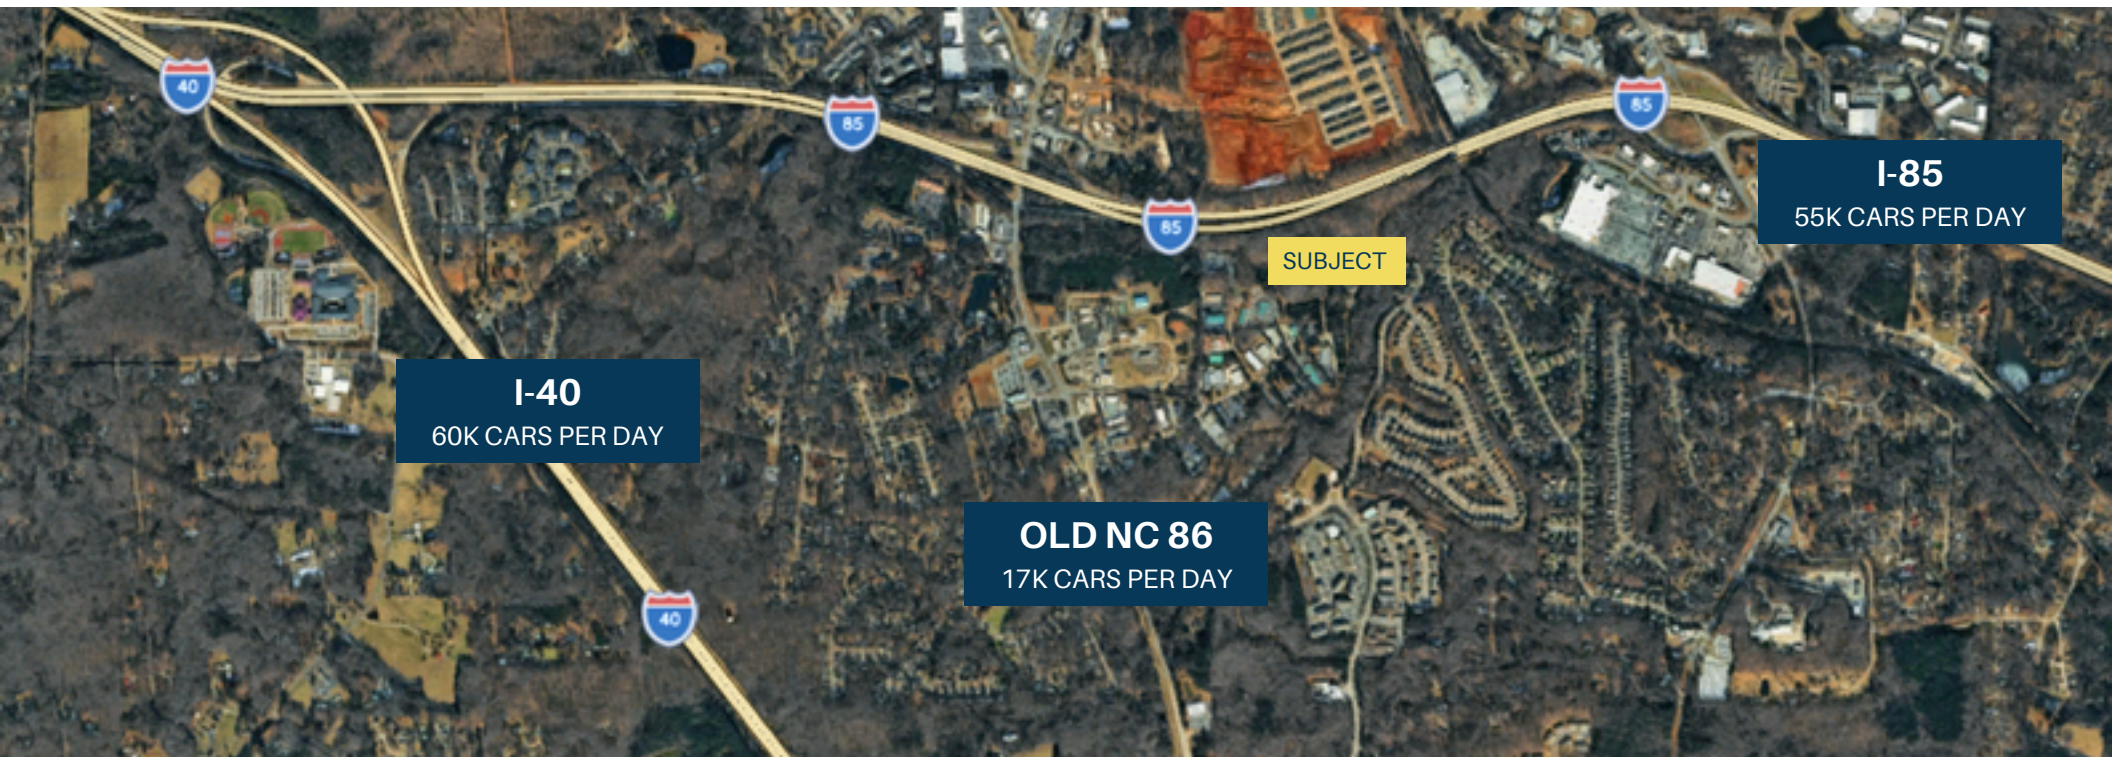 40
85
85
I-85
55K CARS PER DAY
85
SUBJECT
I-40
60K CARS PER DAY
OLD NC 86
17K CARS PER DAY
40